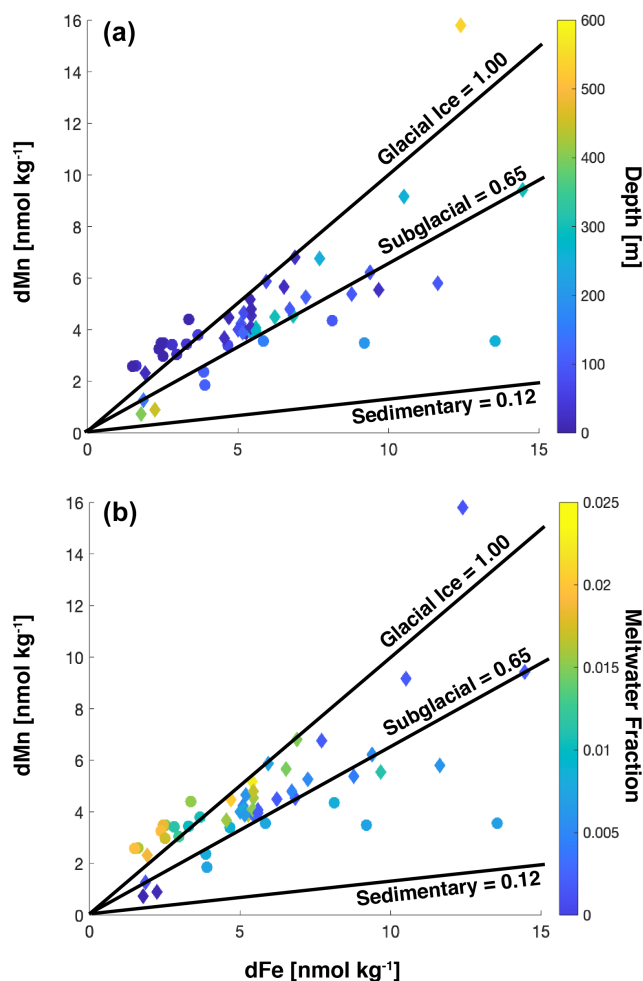 (a)
16
14
12
10
8
6
4
2
0
dMn [nmol kg⁻¹]
Glacial Ice = 1.00
Subglacial = 0.65
Sedimentary = 0.12
0 5 10 15
600
500
400
300
200
100
0
Depth [m]
(b)
16
14
12
10
8
6
4
2
0
dMn [nmol kg⁻¹]
Glacial Ice = 1.00
Subglacial = 0.65
Sedimentary = 0.12
0 5 10 15
dFe [nmol kg⁻¹]
0.025
0.02
0.015
0.01
0.005
0
Meltwater Fraction